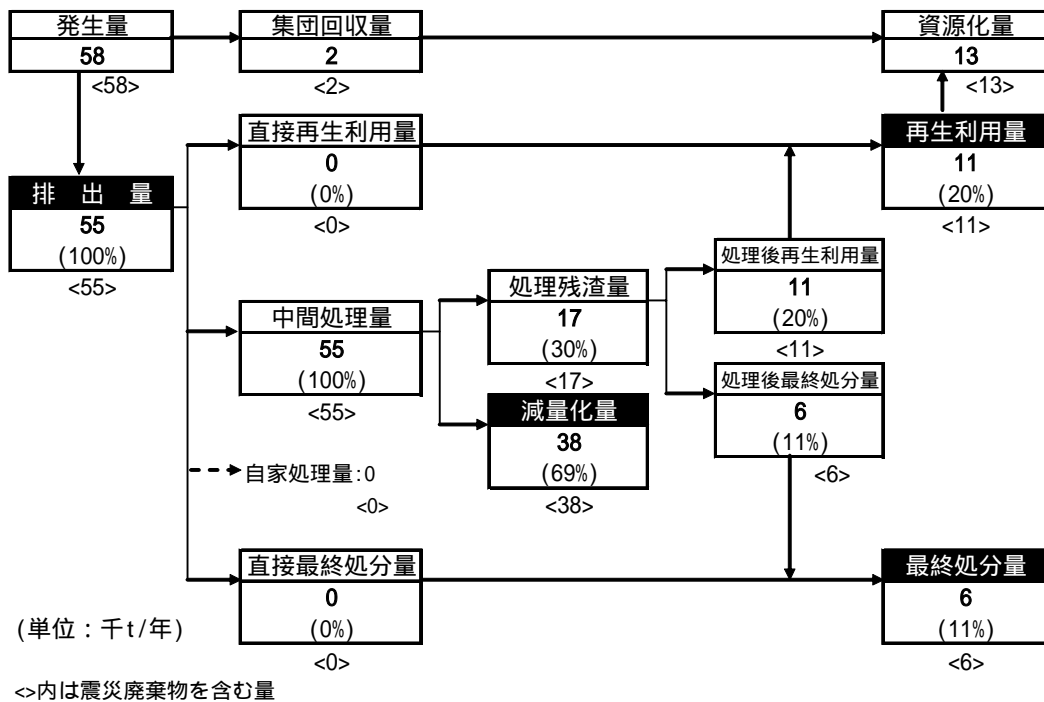 発生量
58
<58>
集団回収量
2
<2>
資源化量
13
<13>
直接再生利用量
0
(0%)
<0>
再生利用量
11
(20%)
<11>
排 出 量
55
(100%)
<55>
中間処理量
55
(100%)
<55>
処理残渣量
17
(30%)
<17>
処理後再生利用量
11
(20%)
<11>
減量化量
38
(69%)
<38>
処理後最終処分量
6
(11%)
<6>
自家処理量:0
<0>
直接最終処分量
0
(0%)
<0>
最終処分量
6
(11%)
<6>
(単位:千t/年)
<>内は震災廃棄物を含む量